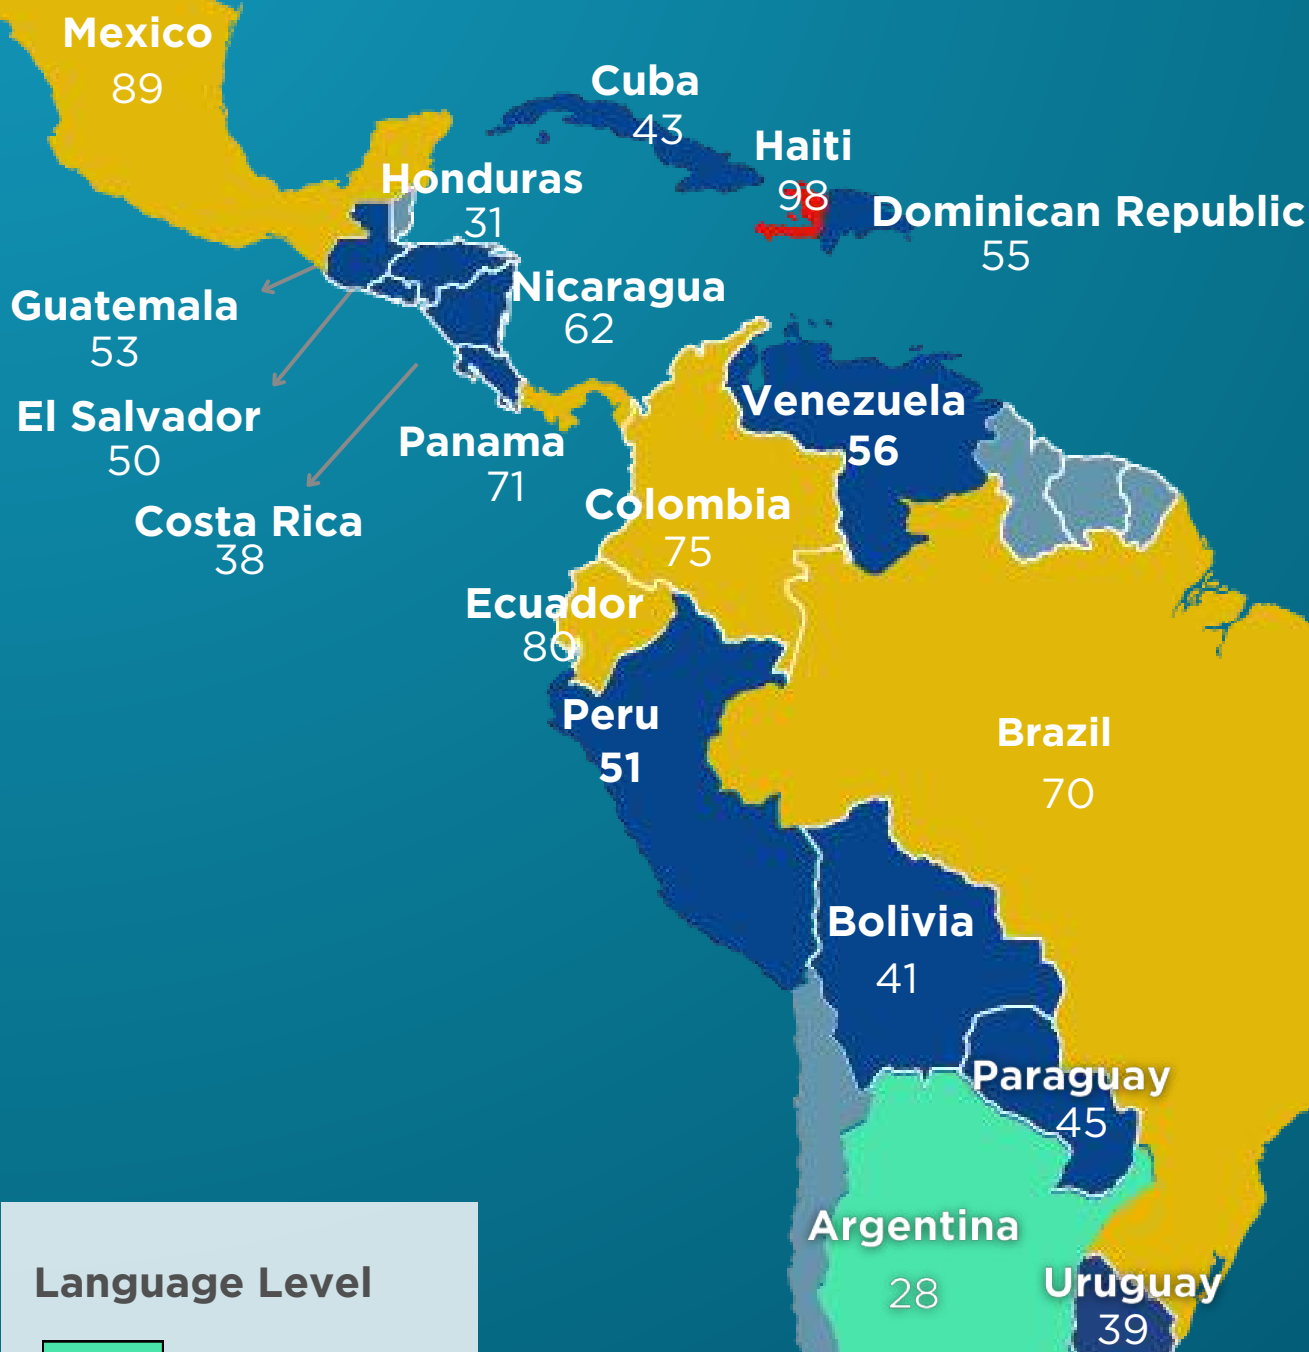 Mexico
89
Cuba
43
Haiti
98
Honduras
31
Dominican Republic
55
Nicaragua
62
Guatemala
53
El Salvador
50
Venezuela
56
Panama
71
Costa Rica
38
Colombia
75
Ecuador
80
Peru
51
Brazil
70
Bolivia
41
Paraguay
45
Argentina
28
Uruguay
39
Language Level